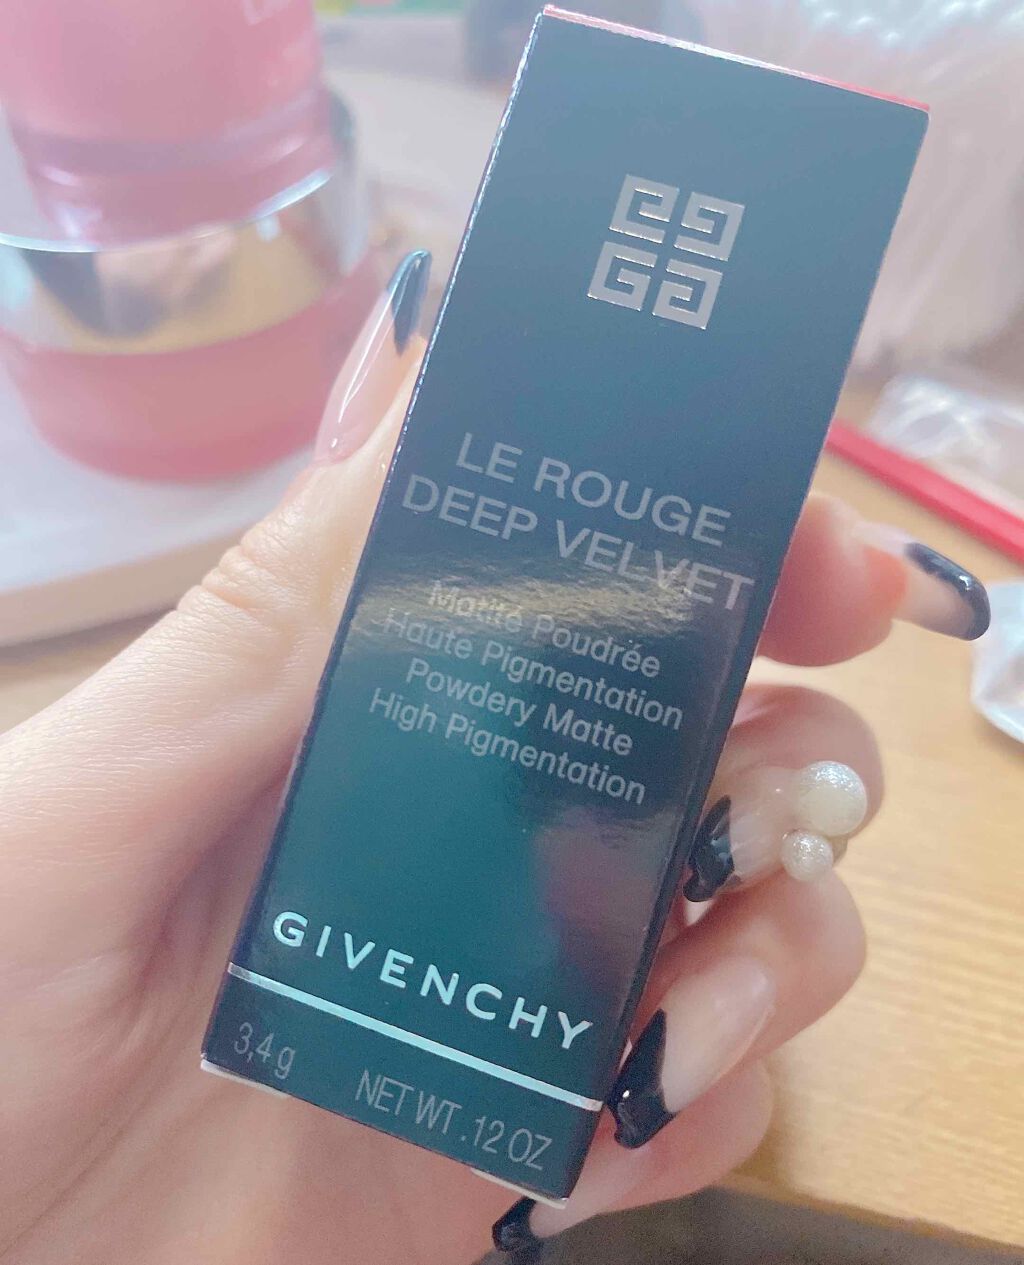 LE ROUGE
DEEP VELVET
Matité Poudrée
Haute Pigmentation
Powdery Matte
High Pigmentation
GIVENCHY
3,4 g
NET WT .12 OZ